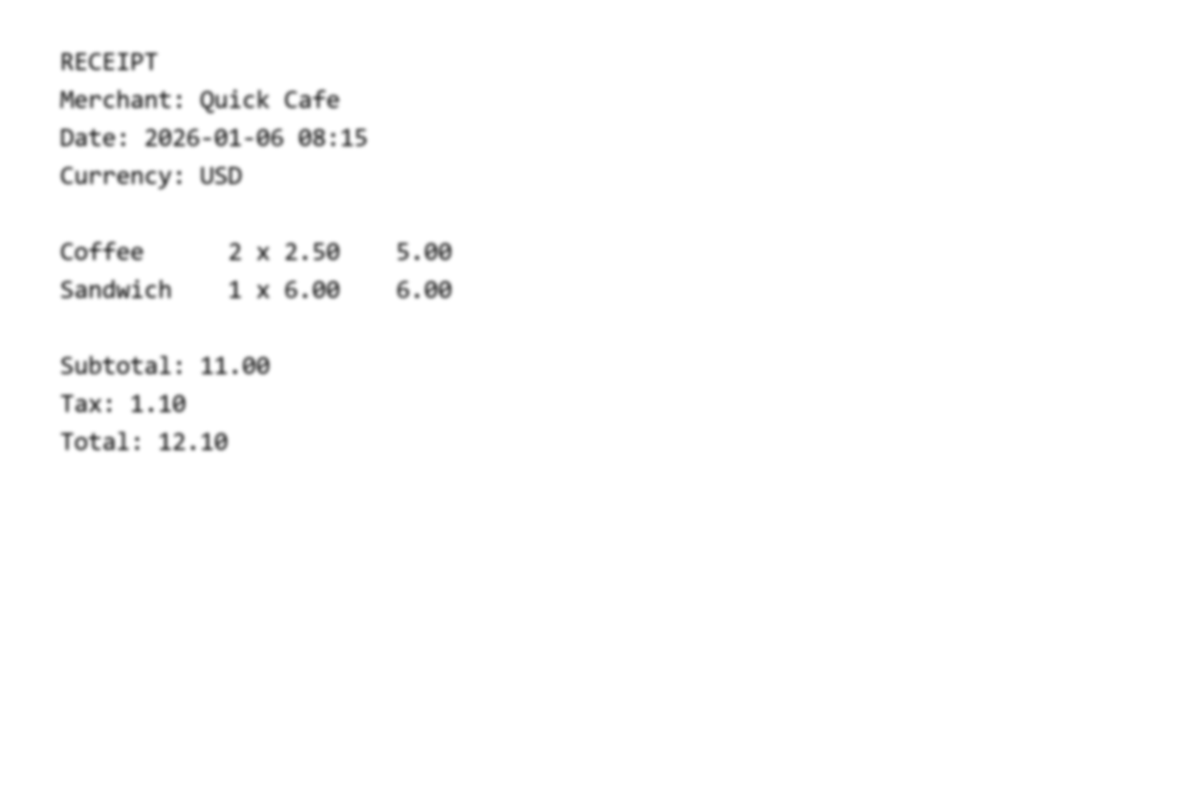 RECEIPT
Merchant: Quick Cafe
Date: 2026-01-06 08:15
Currency: USD
Coffee      2 x 2.50    5.00
Sandwich    1 x 6.00    6.00
Subtotal: 11.00
Tax: 1.10
Total: 12.10